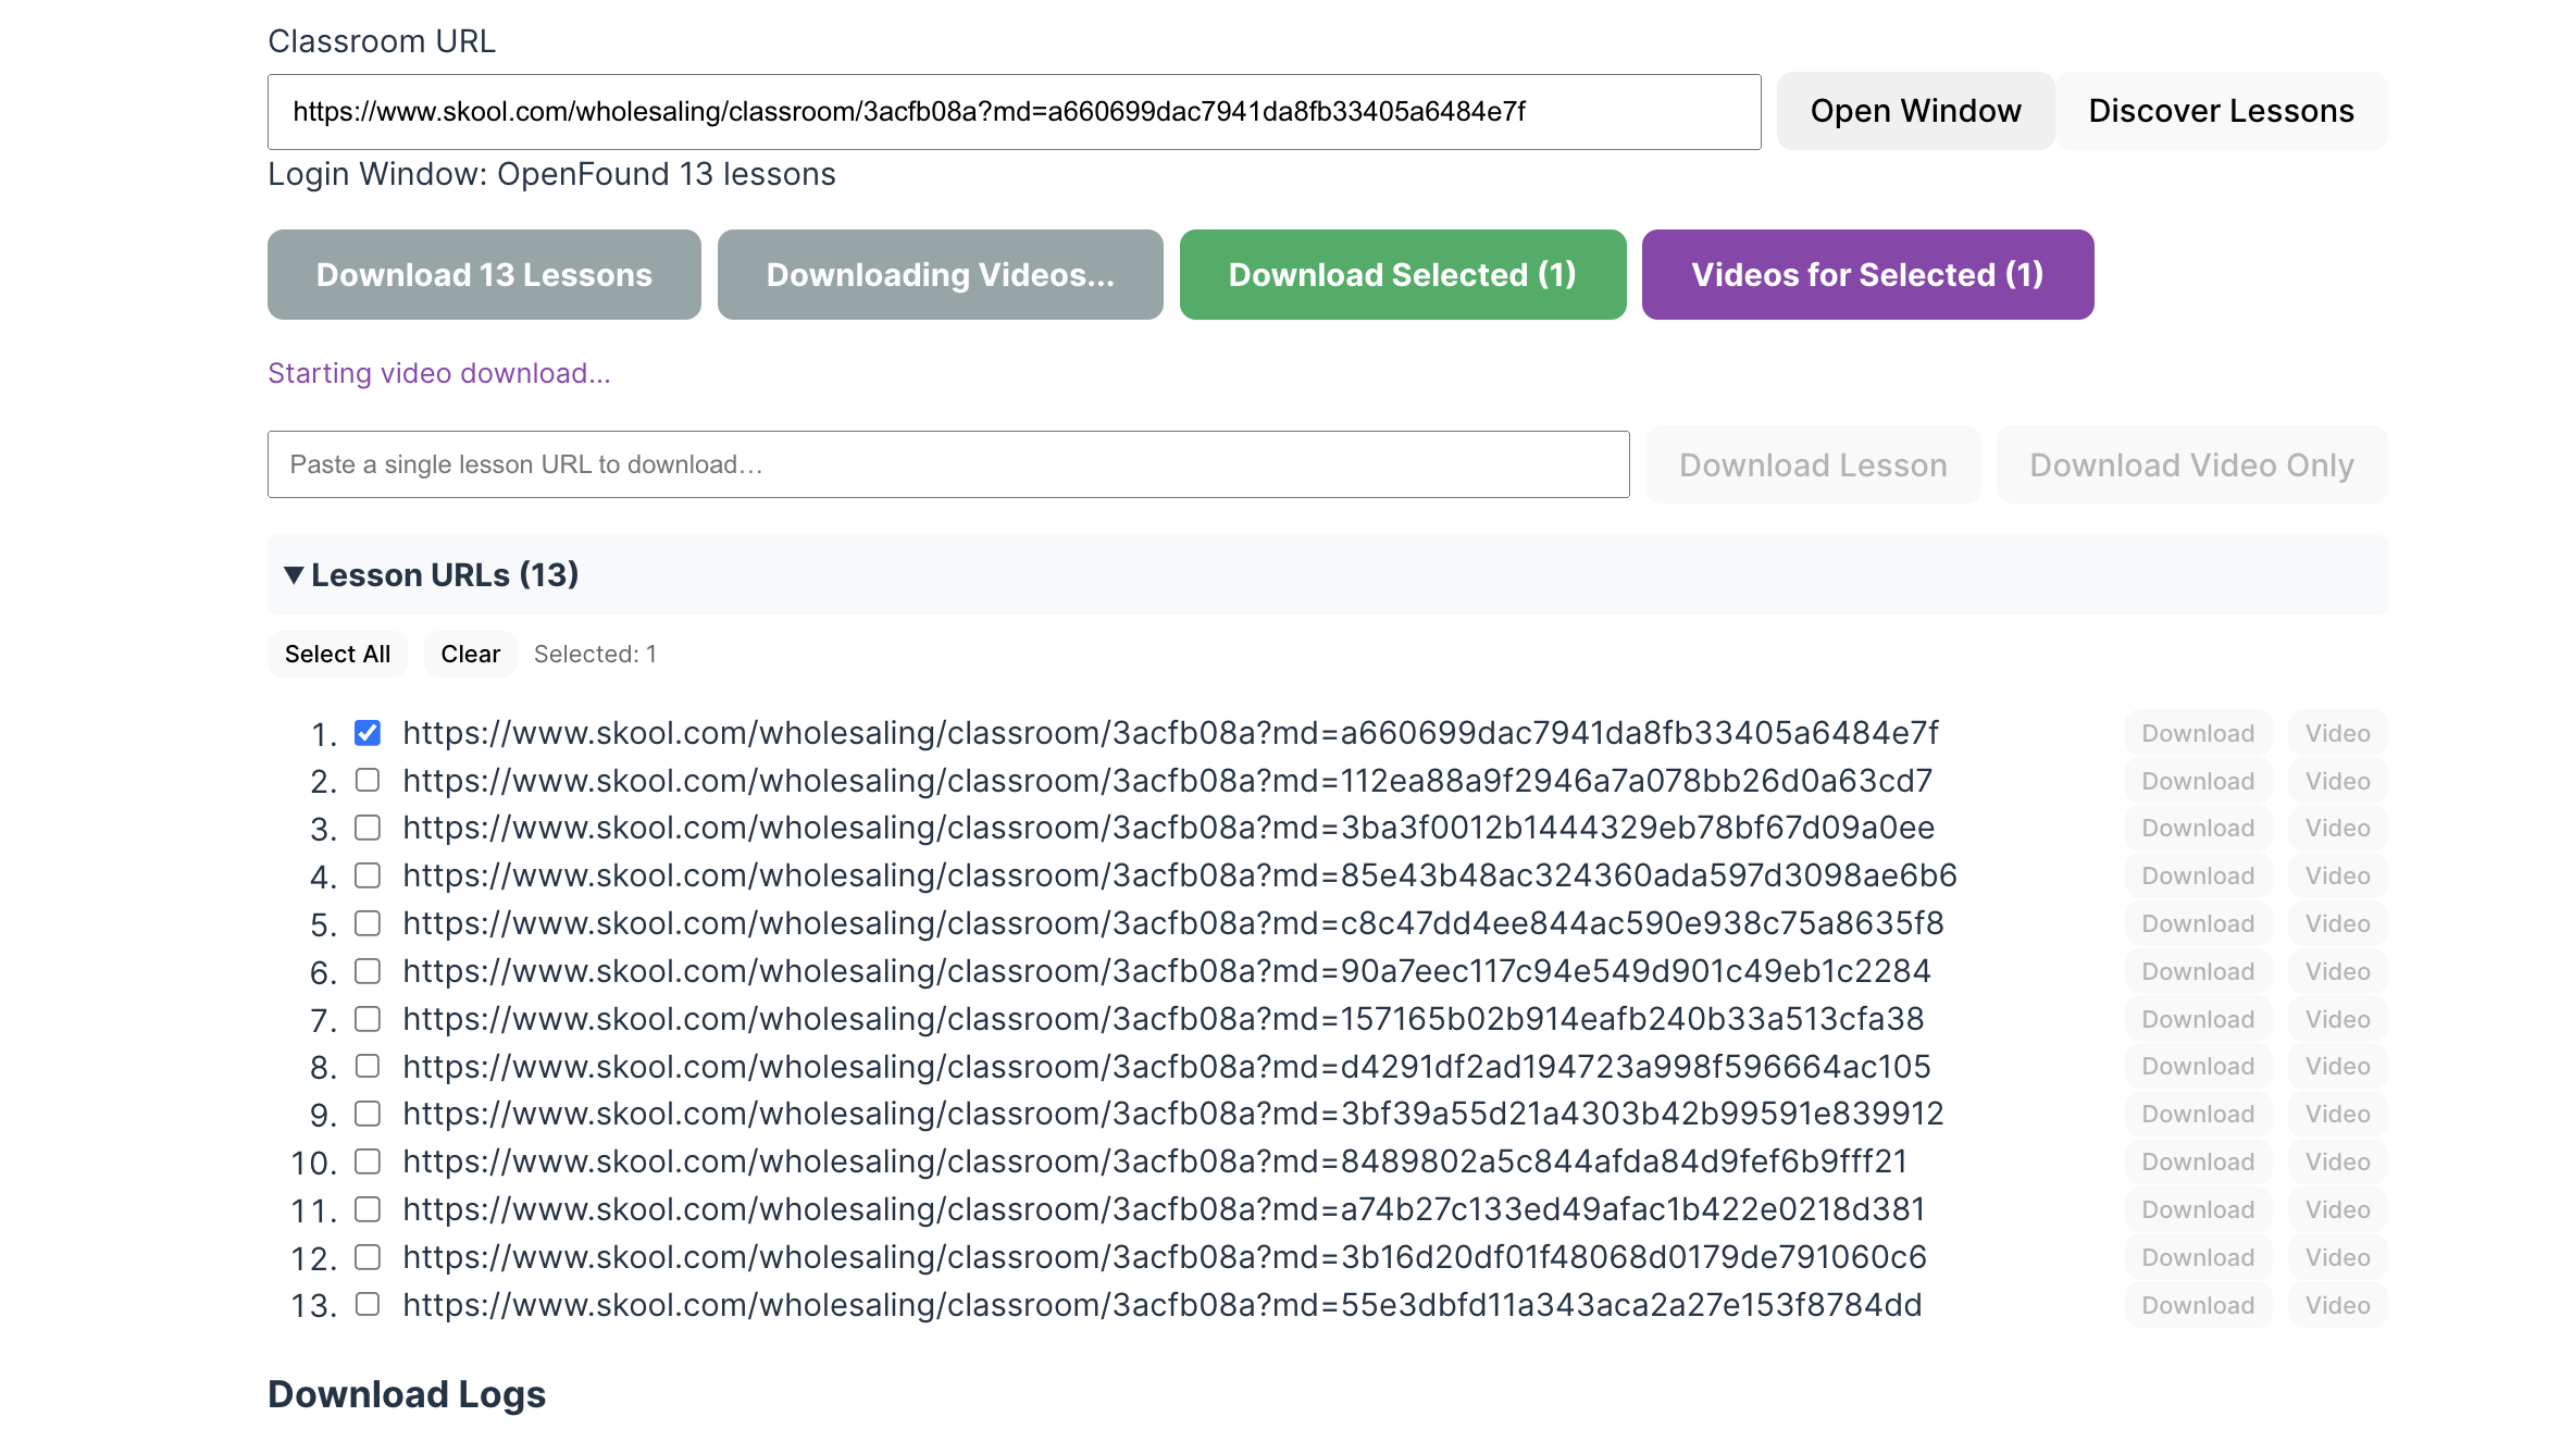 Classroom URL
https://www.skool.com/wholesaling/classroom/3acfb08a?md=a660699dac7941da8fb33405a6484e7f Open Window Discover Lessons
Login Window: OpenFound 13 lessons
Download 13 Lessons Downloading Videos... Download Selected (1) Videos for Selected (1)
Starting video download...
Paste a single lesson URL to download… Download Lesson Download Video Only
▼ Lesson URLs (13)
Select All Clear Selected: 1
1. https://www.skool.com/wholesaling/classroom/3acfb08a?md=a660699dac7941da8fb33405a6484e7f Download Video
2. https://www.skool.com/wholesaling/classroom/3acfb08a?md=112ea88a9f2946a7a078bb26d0a63cd7 Download Video
3. https://www.skool.com/wholesaling/classroom/3acfb08a?md=3ba3f0012b1444329eb78bf67d09a0ee Download Video
4. https://www.skool.com/wholesaling/classroom/3acfb08a?md=85e43b48ac324360ada597d3098ae6b6 Download Video
5. https://www.skool.com/wholesaling/classroom/3acfb08a?md=c8c47dd4ee844ac590e938c75a8635f8 Download Video
6. https://www.skool.com/wholesaling/classroom/3acfb08a?md=90a7eec117c94e549d901c49eb1c2284 Download Video
7. https://www.skool.com/wholesaling/classroom/3acfb08a?md=157165b02b914eafb240b33a513cfa38 Download Video
8. https://www.skool.com/wholesaling/classroom/3acfb08a?md=d4291df2ad194723a998f596664ac105 Download Video
9. https://www.skool.com/wholesaling/classroom/3acfb08a?md=3bf39a55d21a4303b42b99591e839912 Download Video
10. https://www.skool.com/wholesaling/classroom/3acfb08a?md=8489802a5c844afda84d9fef6b9fff21 Download Video
11. https://www.skool.com/wholesaling/classroom/3acfb08a?md=a74b27c133ed49afac1b422e0218d381 Download Video
12. https://www.skool.com/wholesaling/classroom/3acfb08a?md=3b16d20df01f48068d0179de791060c6 Download Video
13. https://www.skool.com/wholesaling/classroom/3acfb08a?md=55e3dbfd11a343aca2a27e153f8784dd Download Video
Download Logs